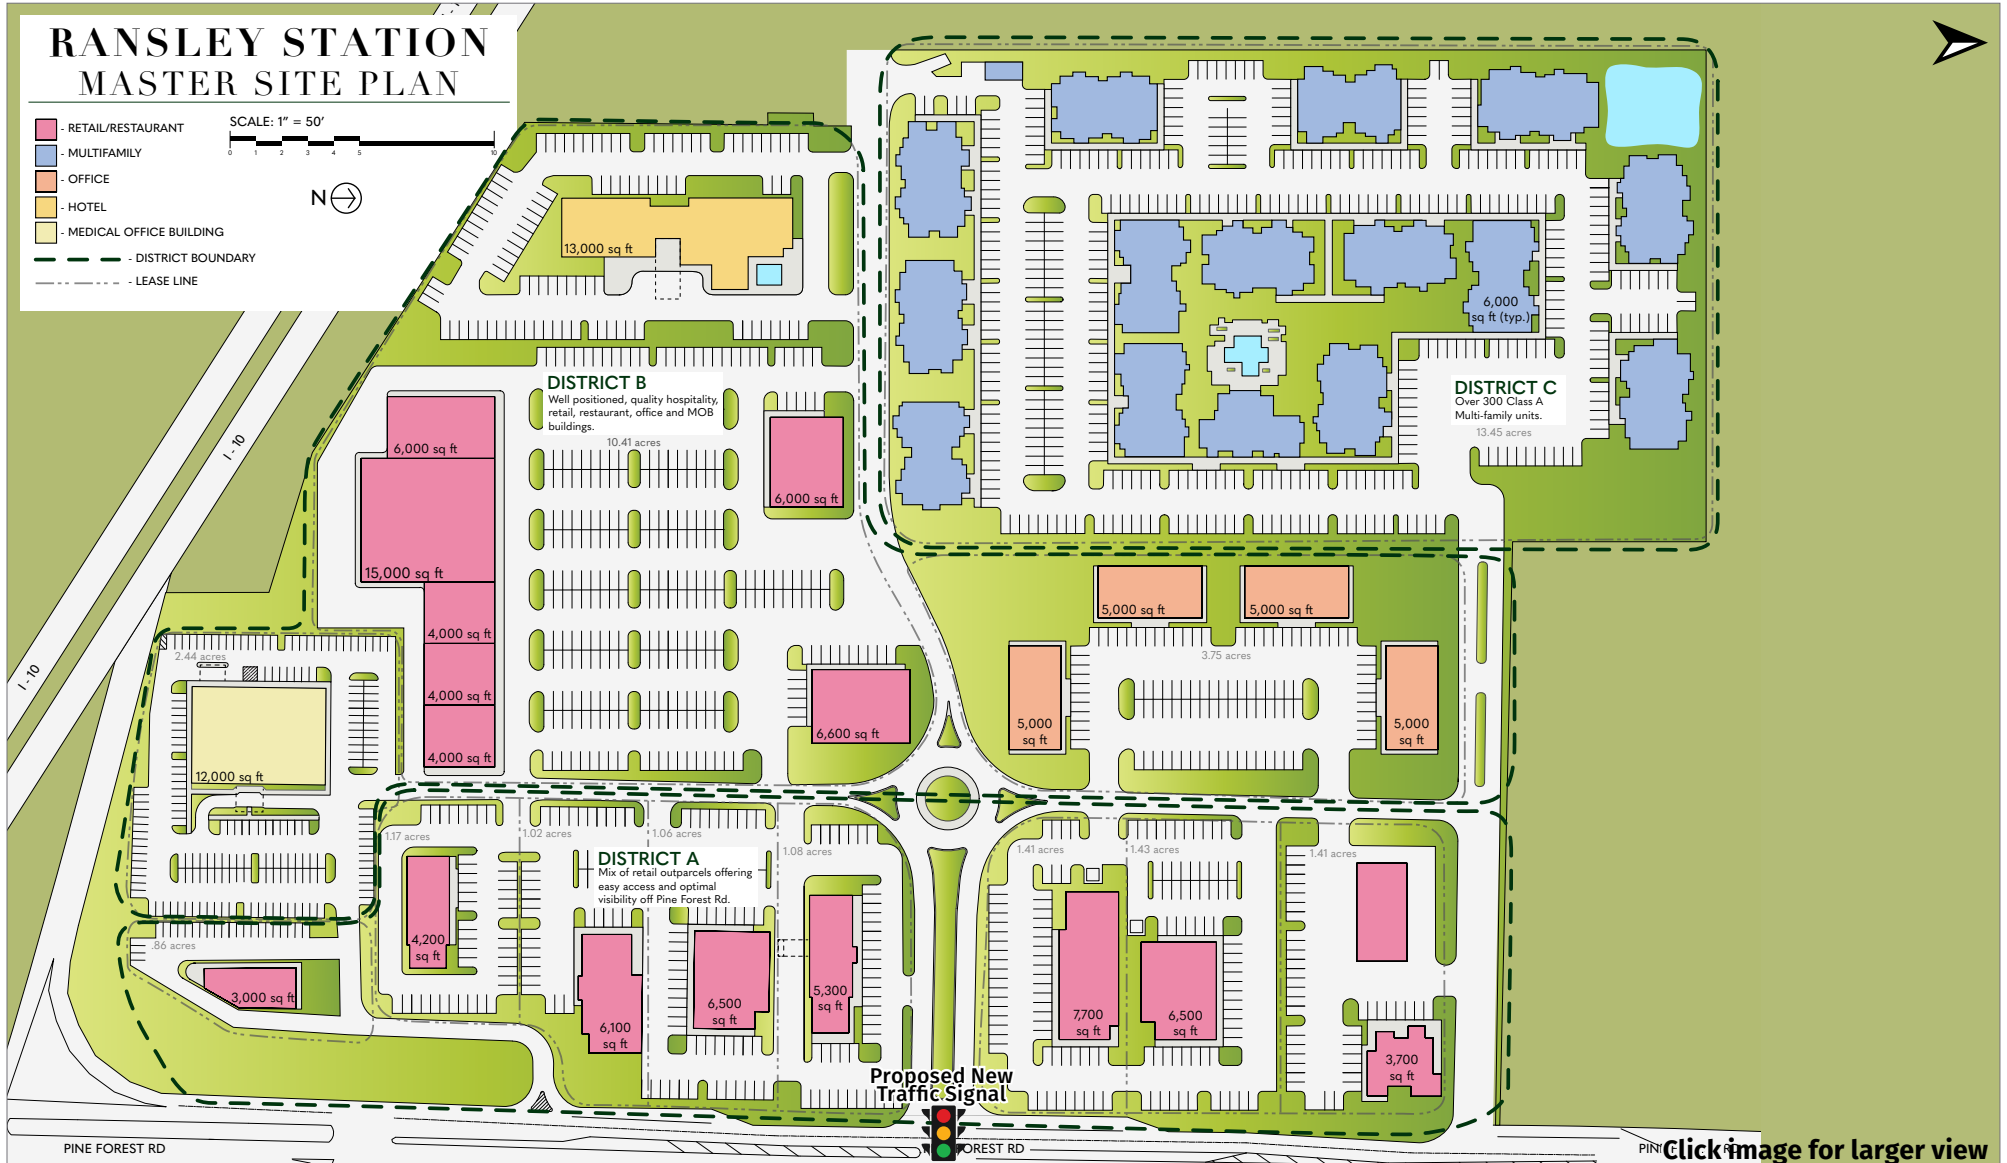 RANSLEY STATION
MASTER SITE PLAN
- RETAIL/RESTAURANT
- MULTIFAMILY
- OFFICE
- HOTEL
- MEDICAL OFFICE BUILDING
- DISTRICT BOUNDARY
- LEASE LINE
SCALE: 1" = 50'
0 1 2 3 4 5 10
N
I - 10
I - 10
13,000 sq ft
DISTRICT B
Well positioned, quality hospitality,
retail, restaurant, office and MOB
buildings.
10.41 acres
6,000 sq ft
15,000 sq ft
4,000 sq ft
4,000 sq ft
4,000 sq ft
6,000 sq ft
6,600 sq ft
6,000
sq ft (typ.)
DISTRICT C
Over 300 Class A
Multi-family units.
13.45 acres
5,000 sq ft
5,000 sq ft
3.75 acres
5,000
sq ft
5,000
sq ft
2.44 acres
12,000 sq ft
.86 acres
3,000 sq ft
1.17 acres
4,200
sq ft
1.02 acres
6,100
sq ft
1.06 acres
DISTRICT A
Mix of retail outparcels offering
easy access and optimal
visibility off Pine Forest Rd.
6,500
sq ft
1.08 acres
5,300
sq ft
1.41 acres
7,700
sq ft
1.43 acres
6,500
sq ft
1.41 acres
3,700
sq ft
Proposed New
Traffic Signal
PINE FOREST RD
FOREST RD
Click image for larger view